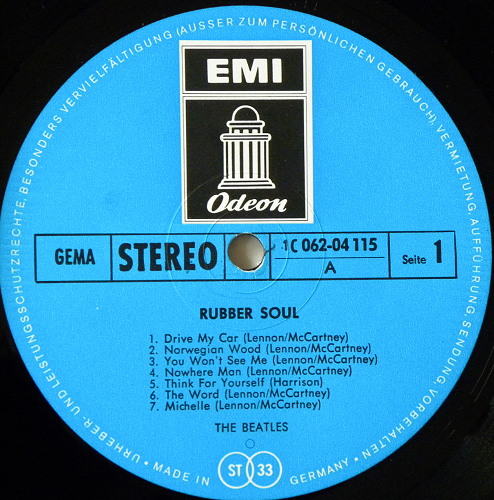 URHEBER- UND LEISTUNGSSCHUTZRECHTE, BESONDERS VERVIELFÄLTIGUNG (AUSSER ZUM PERSÖNLICHEN GEBRAUCH), VERMIETUNG, AUFFÜHRUNG, SENDUNG VORBEHALTEN •
EMI
Odeon
GEMA
STEREO
1C 062-04 115
A
Seite 1
RUBBER SOUL
1. Drive My Car (Lennon/McCartney)
2. Norwegian Wood (Lennon/McCartney)
3. You Won't See Me (Lennon/McCartney)
4. Nowhere Man (Lennon/McCartney)
5. Think For Yourself (Harrison)
6. The Word (Lennon/McCartney)
7. Michelle (Lennon/McCartney)
THE BEATLES
• MADE IN GERMANY •
ST 33